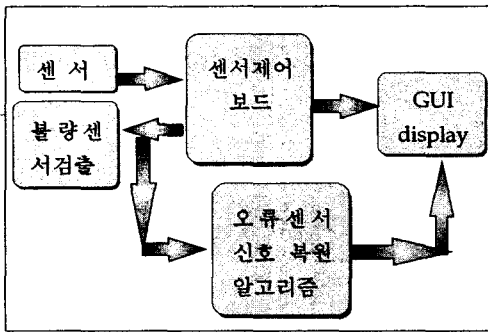 센 서
센서제어
보드
GUI
display
불량센
서검출
오류센서
신호 복원
알고리즘